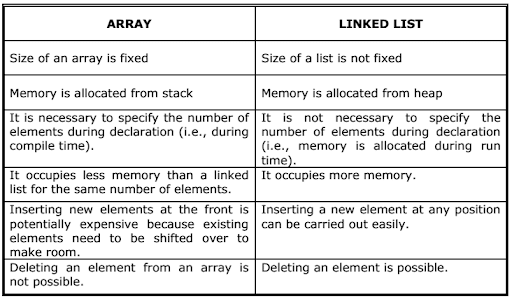 ARRAY
LINKED LIST
Size of an array is fixed
Size of a list is not fixed
Memory is allocated from stack
Memory is allocated from heap
It is necessary to specify the number of
elements during declaration (i.e., during
compile time).
It is not necessary to specify the
number of elements during declaration
(i.e., memory is allocated during run
time).
It occupies less memory than a linked
list for the same number of elements.
It occupies more memory.
Inserting new elements at the front is
potentially expensive because existing
elements need to be shifted over to
make room.
Inserting a new element at any position
can be carried out easily.
Deleting an element from an array is
not possible.
Deleting an element is possible.